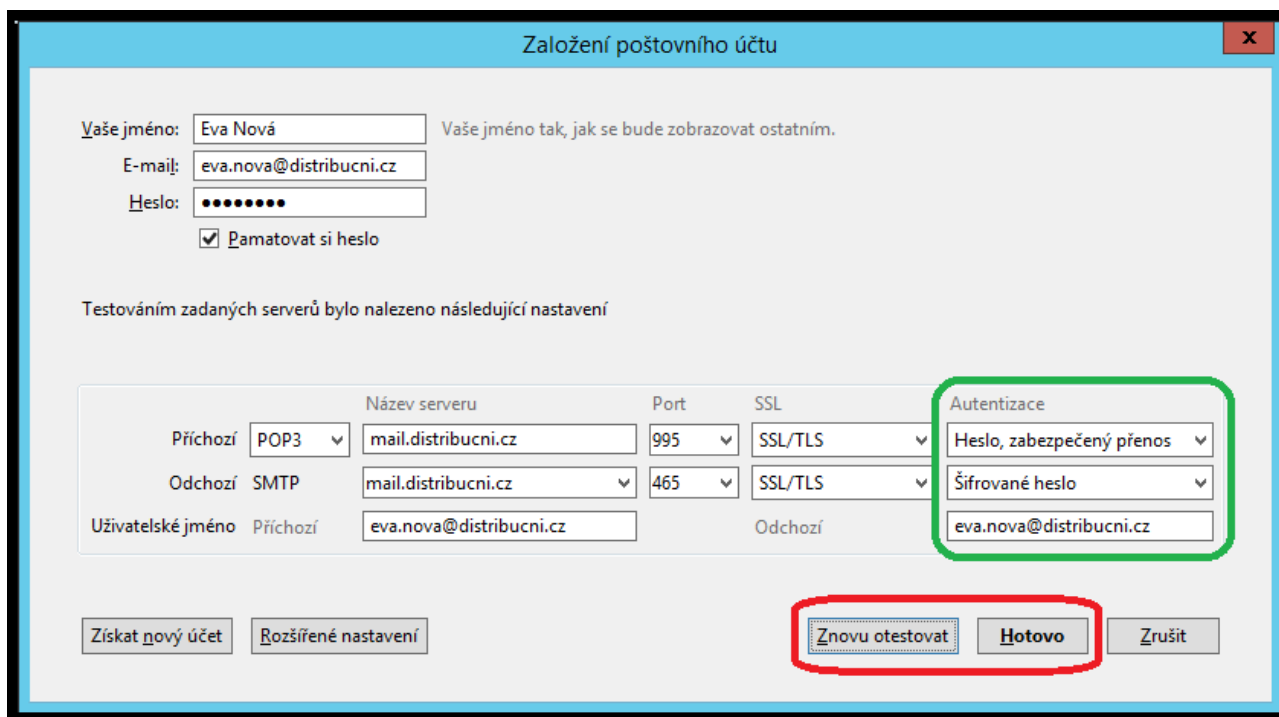 Založení poštovního účtu
x
Vaše jméno: Eva Nová Vaše jméno tak, jak se bude zobrazovat ostatním.
E-mail: eva.nova@distribucni.cz
Heslo: ●●●●●●●●
Pamatovat si heslo
Testováním zadaných serverů bylo nalezeno následující nastavení
Název serveru Port SSL Autentizace
Příchozí POP3 mail.distribucni.cz 995 SSL/TLS Heslo, zabezpečený přenos
Odchozí SMTP mail.distribucni.cz 465 SSL/TLS Šifrované heslo
Uživatelské jméno Příchozí eva.nova@distribucni.cz Odchozí eva.nova@distribucni.cz
Získat nový účet Rozšířené nastavení Znovu otestovat Hotovo Zrušit